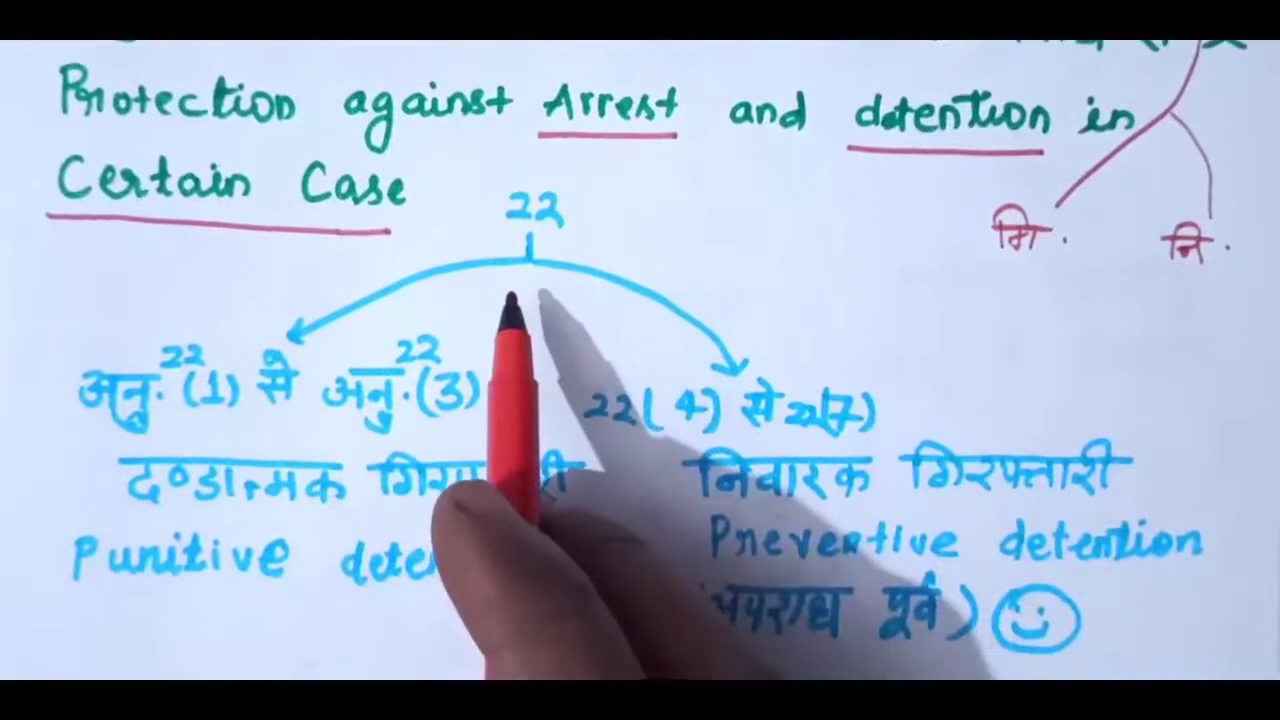 Protection against Arrest and detention in
Certain Case
22
गि. नि.
अनु. 22(1) से अनु. 22(3)
22(4) से 22(7)
दण्डात्मक
निवारक गिरफ्तारी
Punitive
Preventive detention
पूर्व)